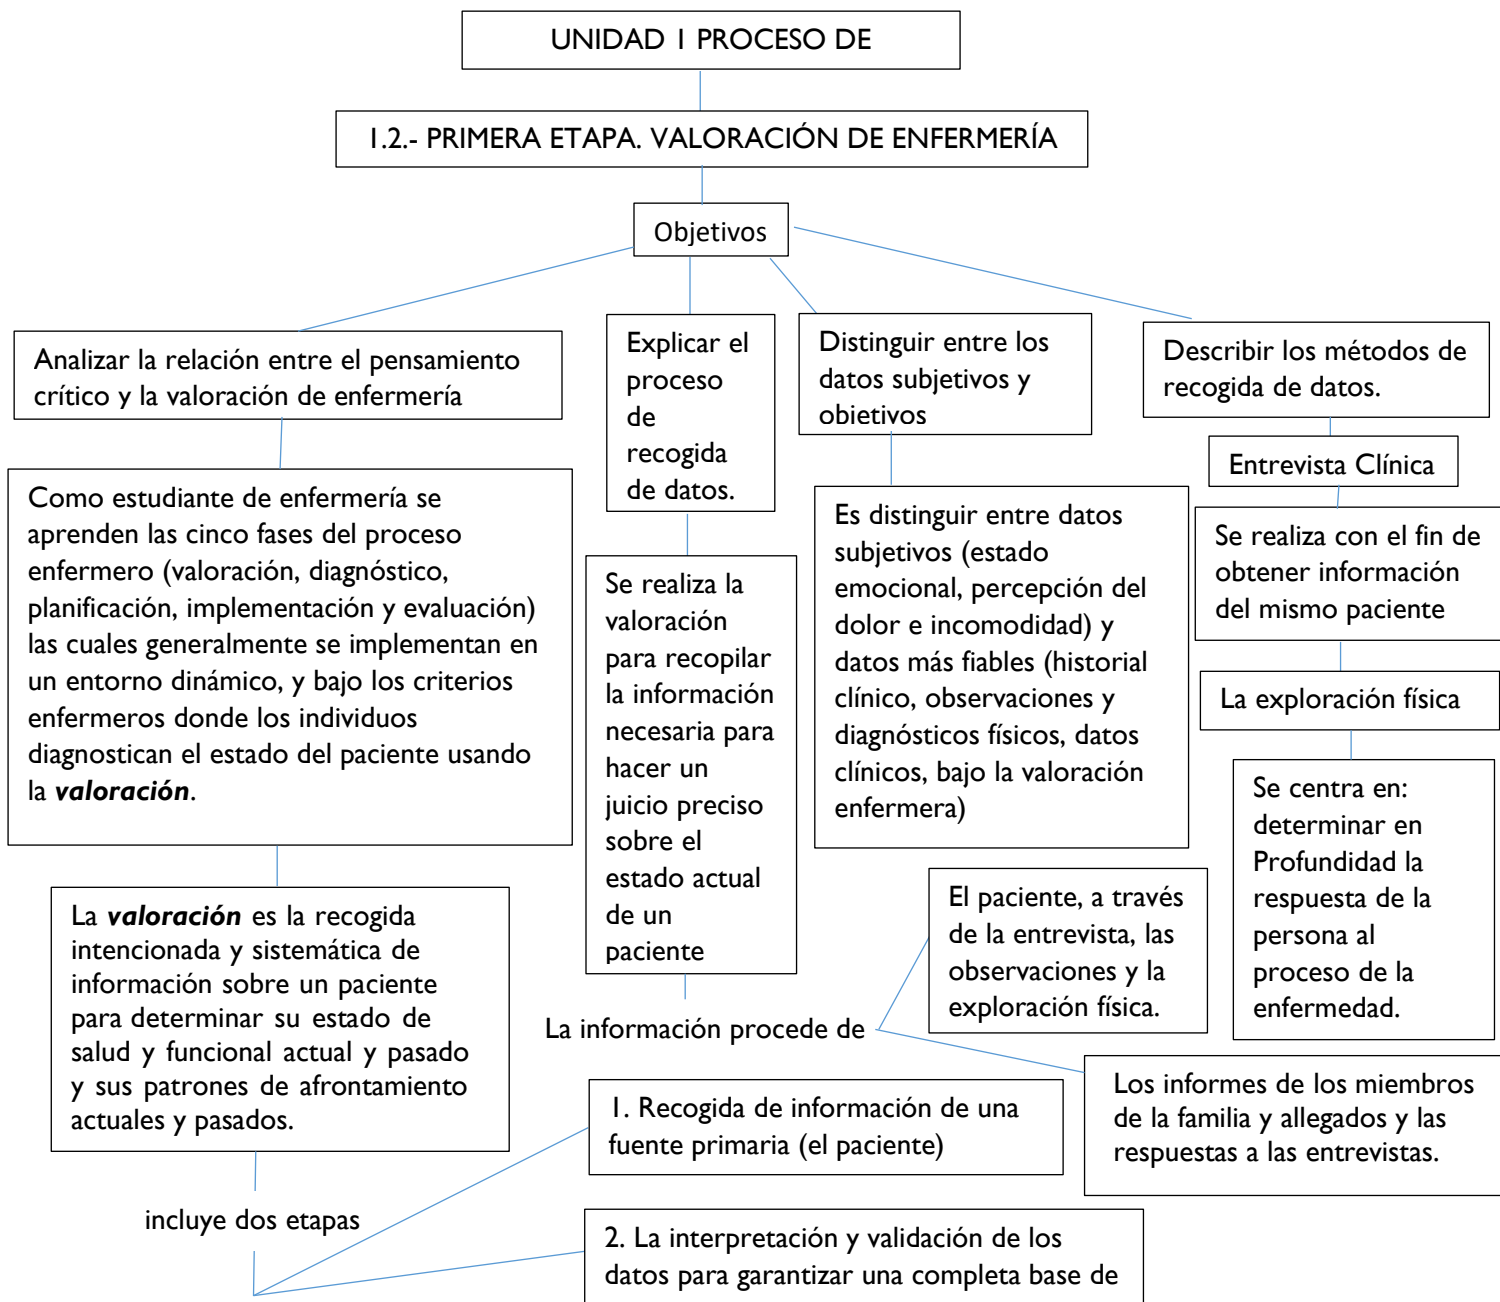 UNIDAD 1 PROCESO DE
1.2.- PRIMERA ETAPA. VALORACIÓN DE ENFERMERÍA
Objetivos
Analizar la relación entre el pensamiento
crítico y la valoración de enfermería
Como estudiante de enfermería se
aprenden las cinco fases del proceso
enfermero (valoración, diagnóstico,
planificación, implementación y evaluación)
las cuales generalmente se implementan en
un entorno dinámico, y bajo los criterios
enfermeros donde los individuos
diagnostican el estado del paciente usando
la valoración.
La valoración es la recogida
intencionada y sistemática de
información sobre un paciente
para determinar su estado de
salud y funcional actual y pasado
y sus patrones de afrontamiento
actuales y pasados.
incluye dos etapas
1. Recogida de información de una
fuente primaria (el paciente)
2. La interpretación y validación de los
datos para garantizar una completa base de
Explicar el
proceso
de
recogida
de datos.
Se realiza la
valoración
para recopilar
la información
necesaria para
hacer un
juicio preciso
sobre el
estado actual
de un
paciente
La información procede de
El paciente, a través
de la entrevista, las
observaciones y la
exploración física.
Los informes de los miembros
de la familia y allegados y las
respuestas a las entrevistas.
Distinguir entre los
datos subjetivos y
objetivos
Es distinguir entre datos
subjetivos (estado
emocional, percepción del
dolor e incomodidad) y
datos más fiables (historial
clínico, observaciones y
diagnósticos físicos, datos
clínicos, bajo la valoración
enfermera)
Describir los métodos de
recogida de datos.
Entrevista Clínica
Se realiza con el fin de
obtener información
del mismo paciente
La exploración física
Se centra en:
determinar en
Profundidad la
respuesta de la
persona al
proceso de la
enfermedad.